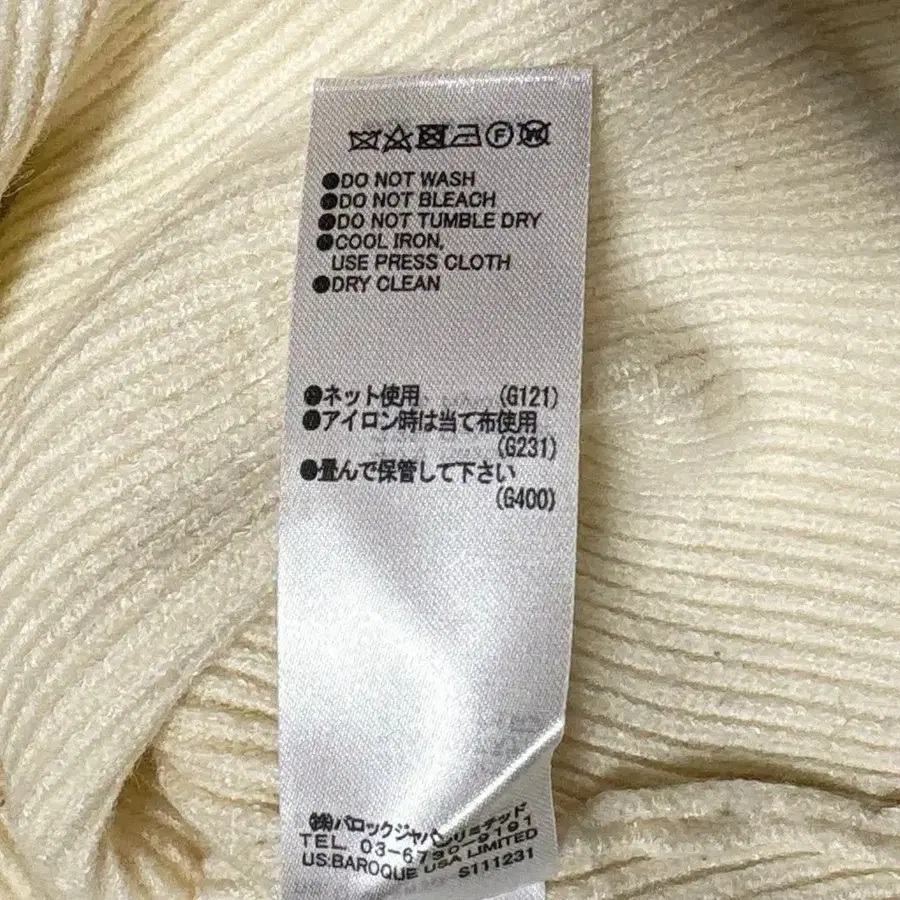 ●DO NOT WASH
●DO NOT BLEACH
●DO NOT TUMBLE DRY
●COOL IRON,
USE PRESS CLOTH
●DRY CLEAN
●ネット使用 (G121)
●アイロン時は当て布使用
(G231)
●畳んで保管して下さい
(G400)
㈱バロックジャパンリミテッド
TEL. 03-6730-9191
US:BAROQUE USA LIMITED
S111231